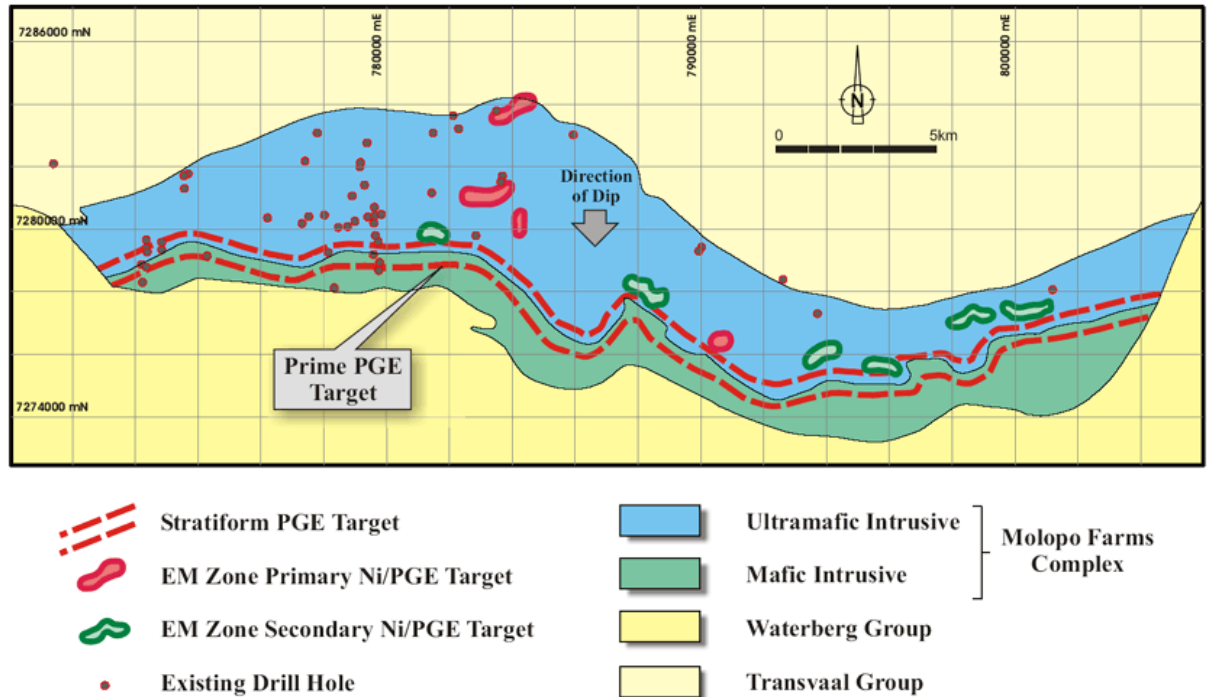 7286000 mN
780000 mE
790000 mE
800000 mE
N
0
5km
Direction
of Dip
7280000 mN
Prime PGE
Target
7274000 mN
Stratiform PGE Target
EM Zone Primary Ni/PGE Target
EM Zone Secondary Ni/PGE Target
Existing Drill Hole
Ultramafic Intrusive
Mafic Intrusive
Molopo Farms
Complex
Waterberg Group
Transvaal Group